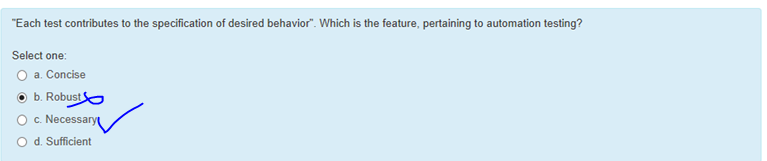 "Each test contributes to the specification of desired behavior". Which is the feature, pertaining to automation testing?
Select one:
a. Concise
b. Robust
c. Necessary
d. Sufficient